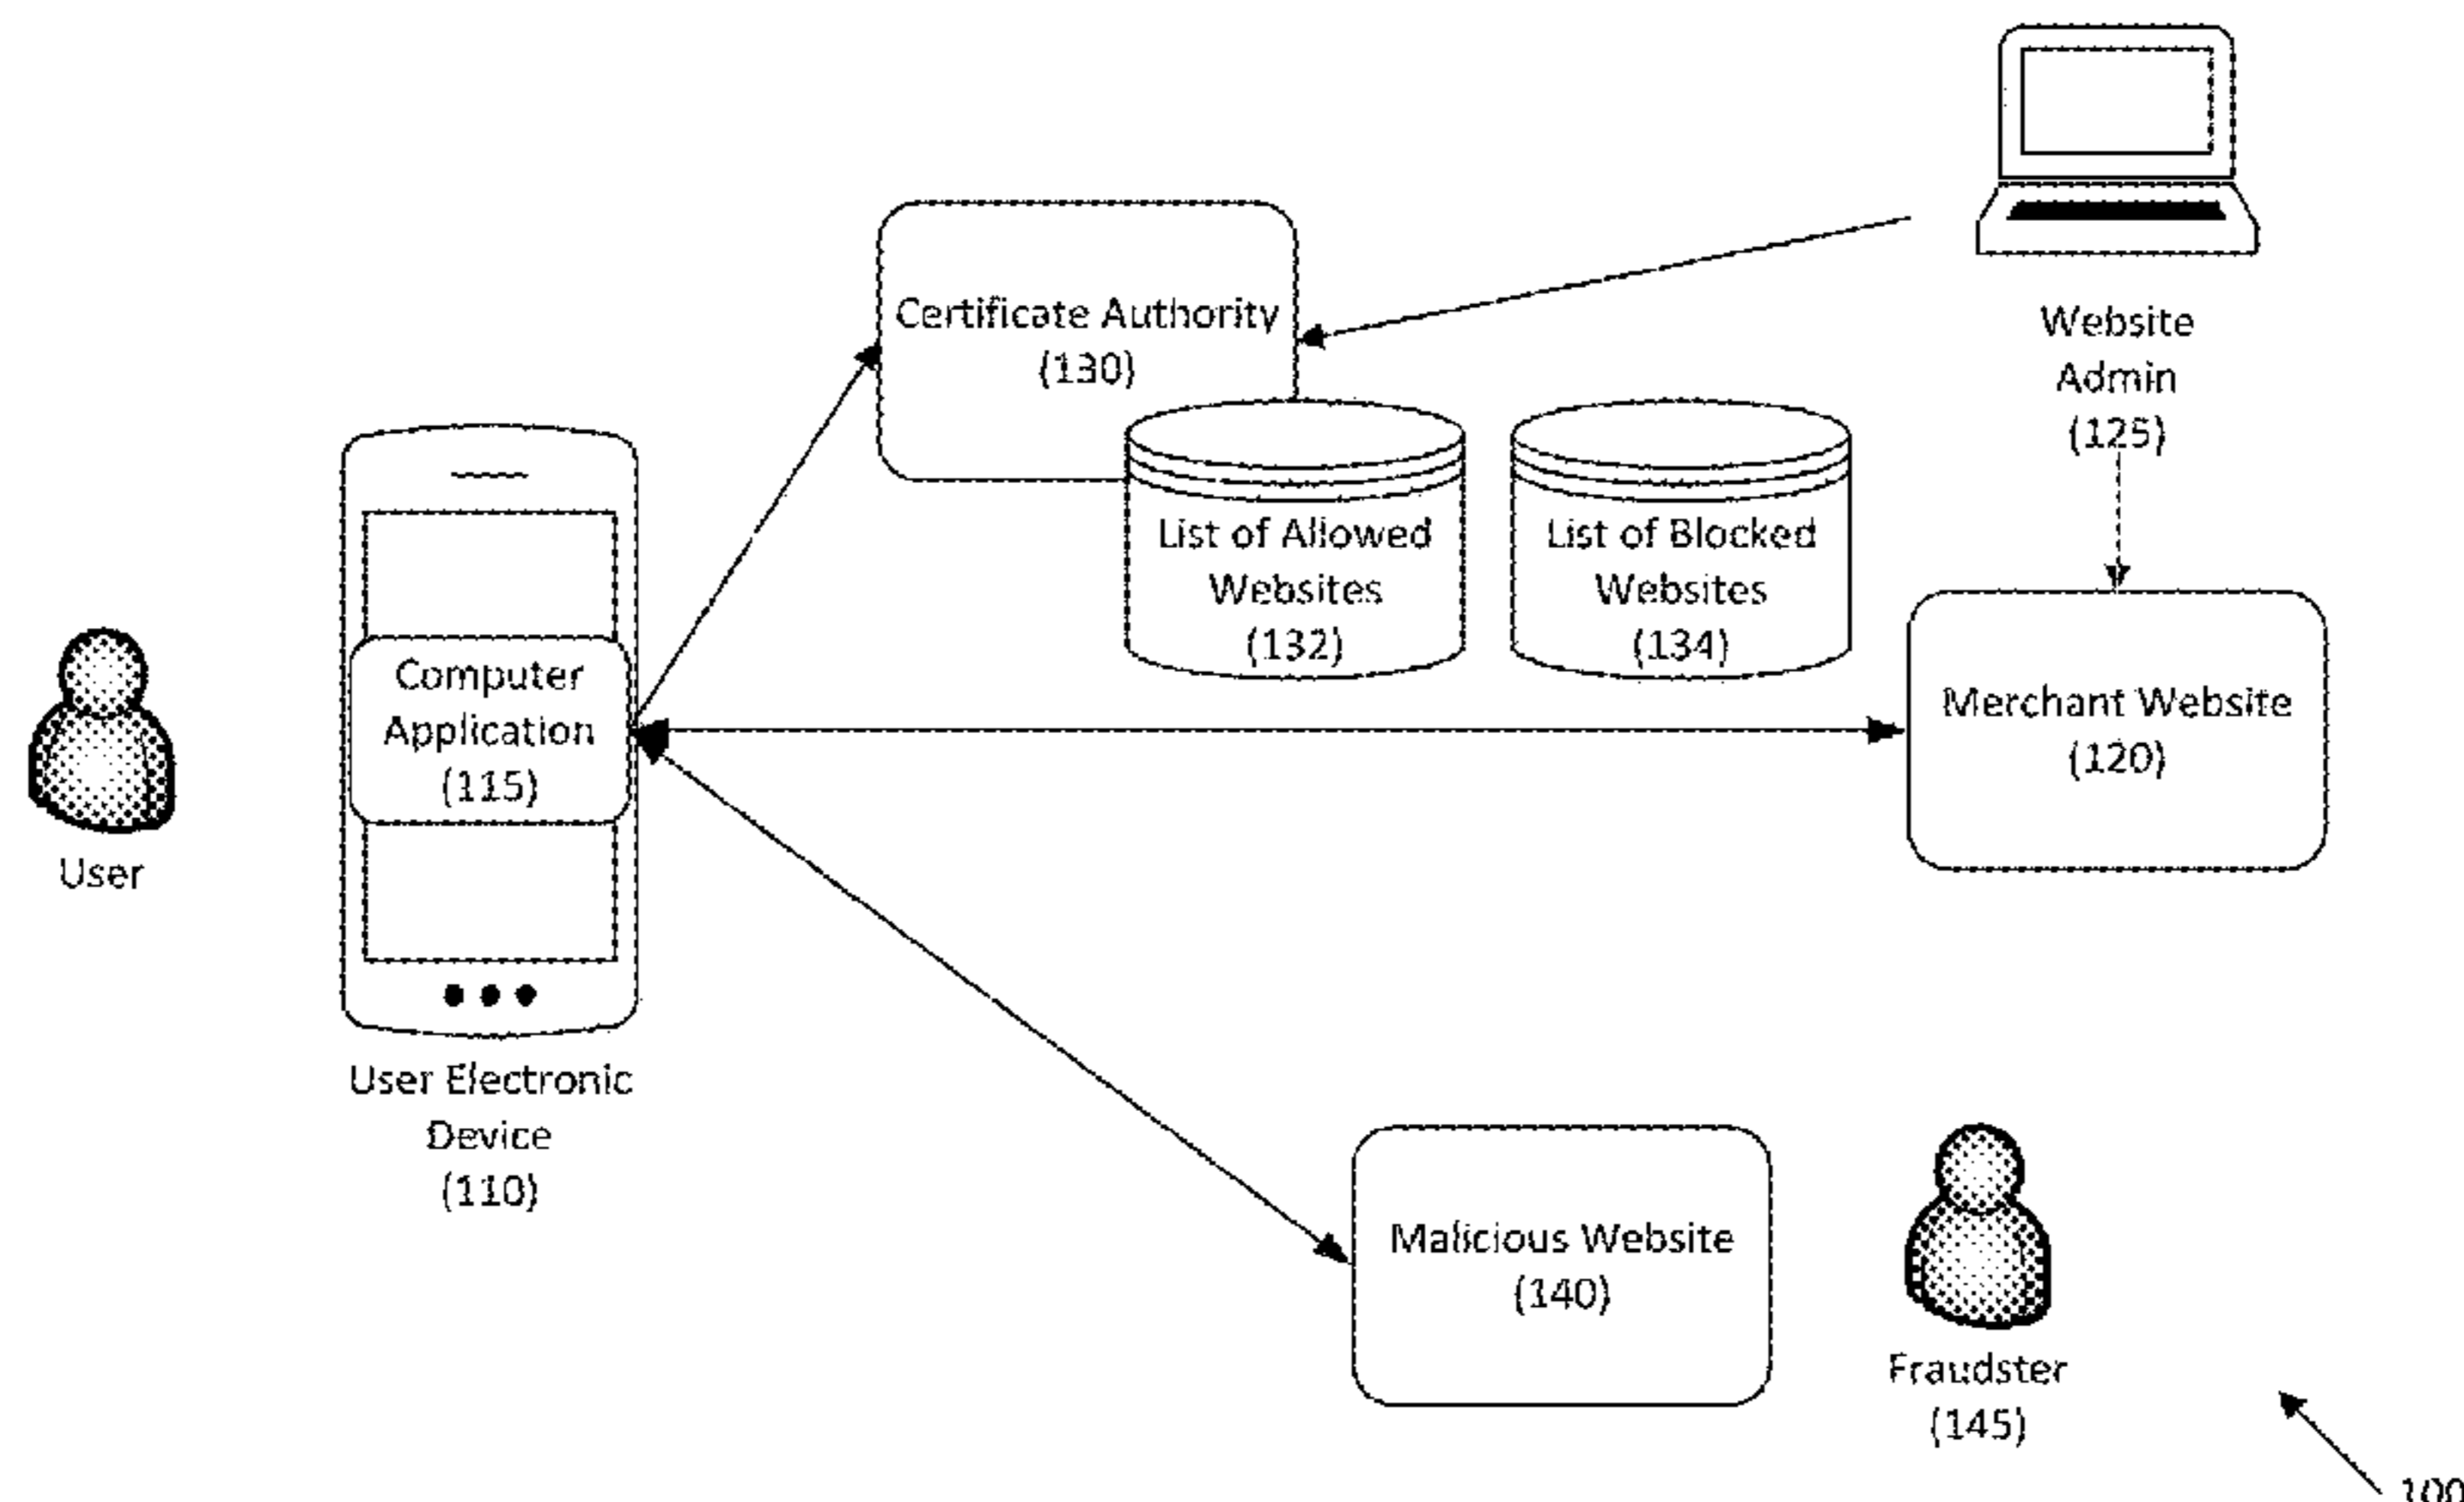 Certificate Authority
(130)
Website
Admin
(125)
List of Allowed
Websites
(132)
List of Blocked
Websites
(134)
Computer
Application
(115)
Merchant Website
(120)
User
User Electronic
Device
(110)
Malicious Website
(140)
Fraudster
(145)
100